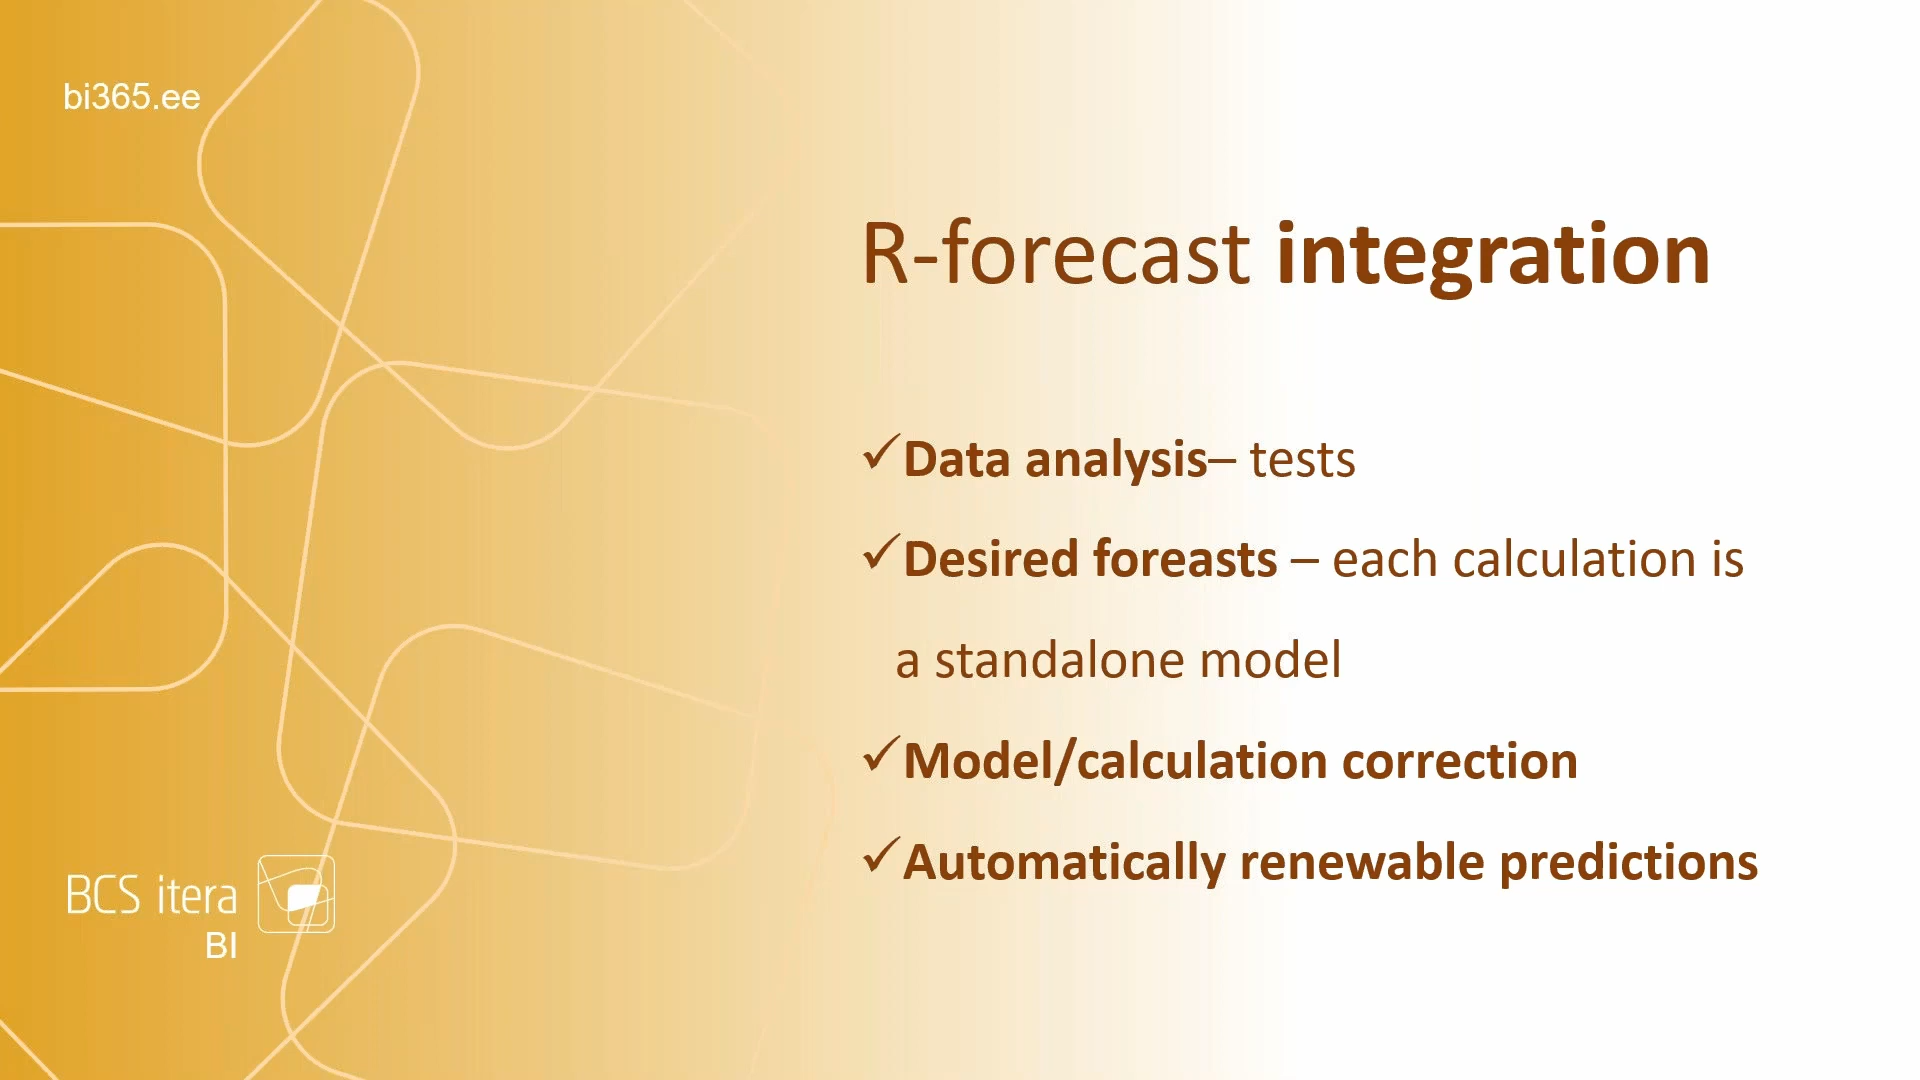 bi365.ee
R-forecast integration
✓Data analysis– tests
✓Desired foreasts – each calculation is
a standalone model
✓Model/calculation correction
✓Automatically renewable predictions
BCS itera
BI